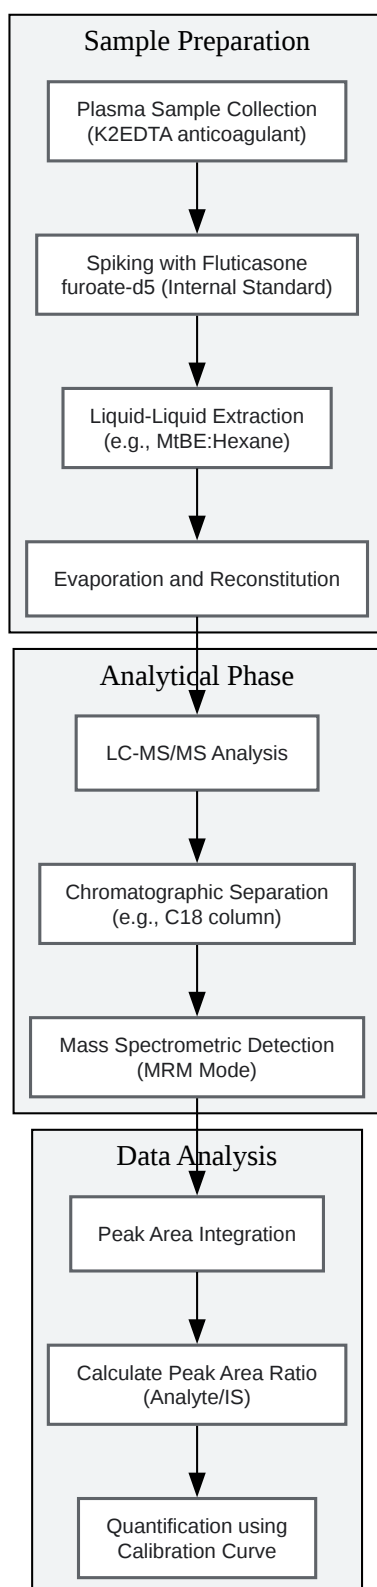 Sample Preparation
Plasma Sample Collection
(K2EDTA anticoagulant)
Spiking with Fluticasone
furoate-d5 (Internal Standard)
Liquid-Liquid Extraction
(e.g., MtBE:Hexane)
Evaporation and Reconstitution
Analytical Phase
LC-MS/MS Analysis
Chromatographic Separation
(e.g., C18 column)
Mass Spectrometric Detection
(MRM Mode)
Data Analysis
Peak Area Integration
Calculate Peak Area Ratio
(Analyte/IS)
Quantification using
Calibration Curve